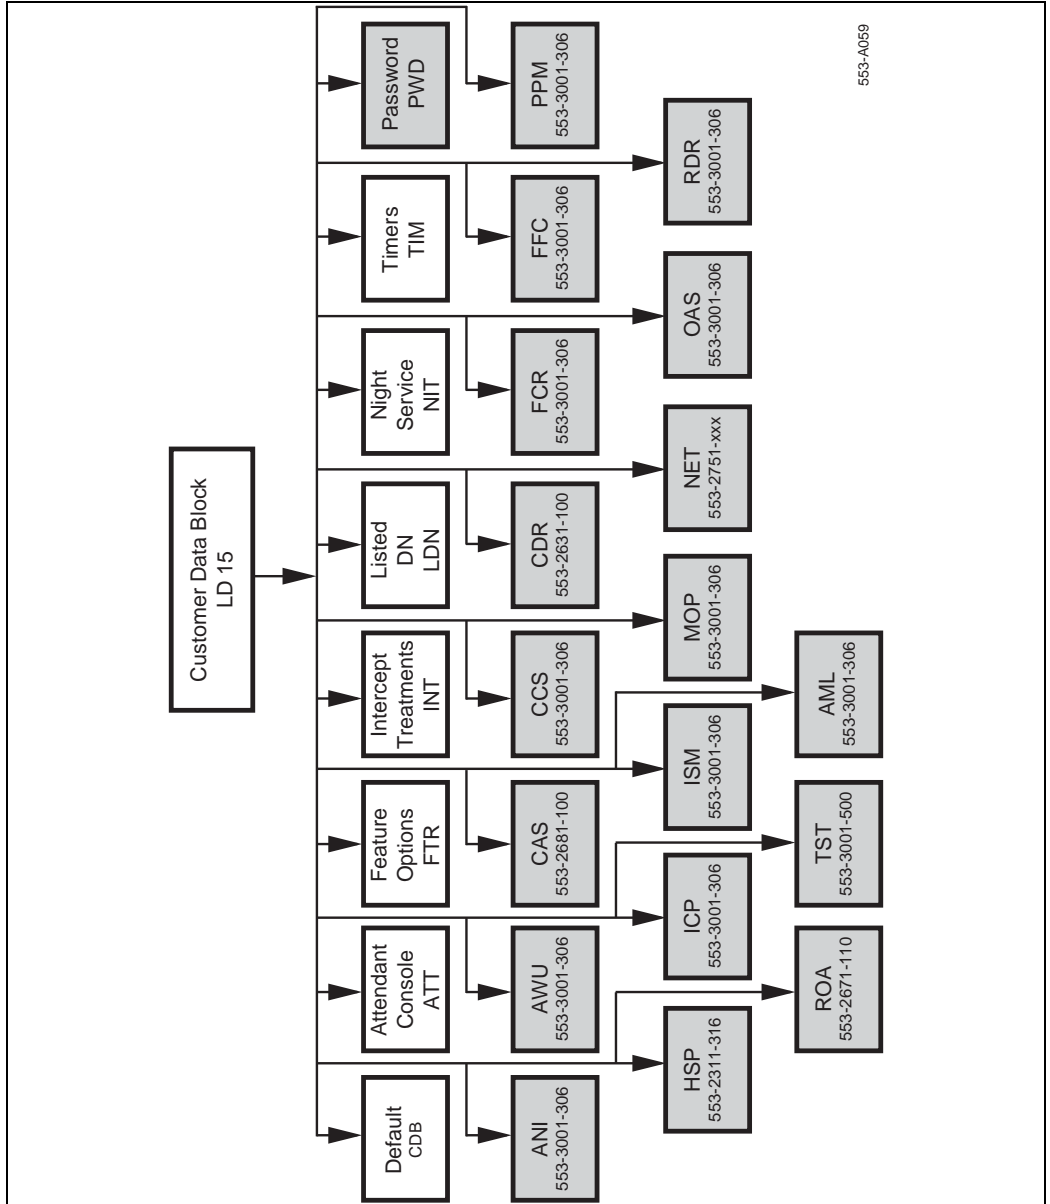 Customer Data Block
LD 15
Default
CDB
Attendant
Console
ATT
Feature
Options
FTR
Intercept
Treatments
INT
Listed
DN
LDN
Night
Service
NIT
Timers
TIM
Password
PWD
ANI
553-3001-306
AWU
553-3001-306
CAS
553-2681-100
CCS
553-3001-306
CDR
553-2631-100
FCR
553-3001-306
FFC
553-3001-306
PPM
553-3001-306
HSP
553-2311-316
ICP
553-3001-306
ISM
553-3001-306
MOP
553-3001-306
NET
553-2751-xxx
OAS
553-3001-306
RDR
553-3001-306
ROA
553-2671-110
TST
553-3001-500
AML
553-3001-306
553-A059